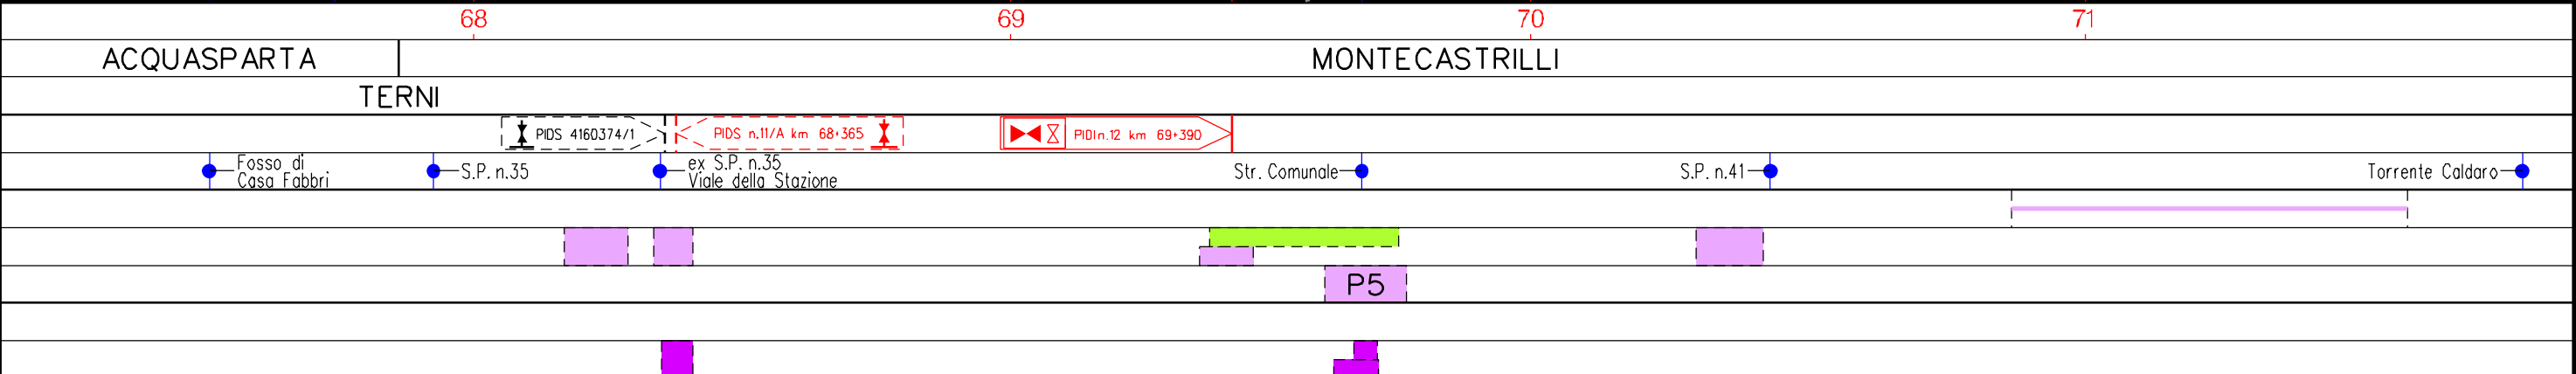 68 69 70 71
ACQUASPARTA MONTECASTRILLI
TERNI
PIDS 4160374/1 PIDS n.11/A km 68+365 PIDI n.12 km 69+390
Fosso di
Casa Fabbri
S.P. n.35
ex S.P. n.35
Viale della Stazione
Str. Comunale
S.P. n.41
Torrente Caldaro
P5